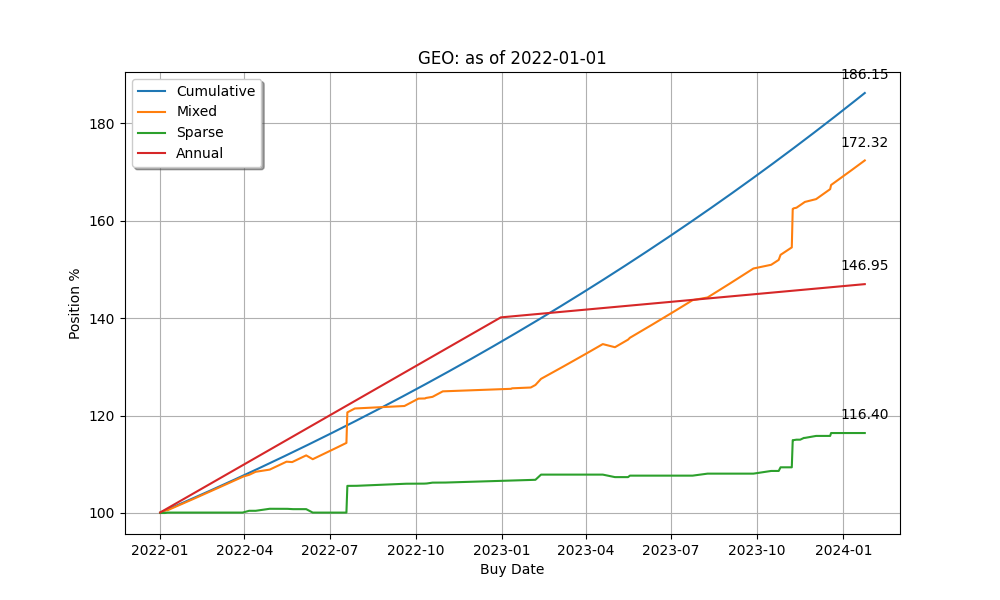 GEO: as of 2022-01-01
Cumulative
Mixed
Sparse
Annual
186.15
172.32
146.95
116.40
180
160
140
120
100
Position %
2022-01 2022-04 2022-07 2022-10 2023-01 2023-04 2023-07 2023-10 2024-01
Buy Date